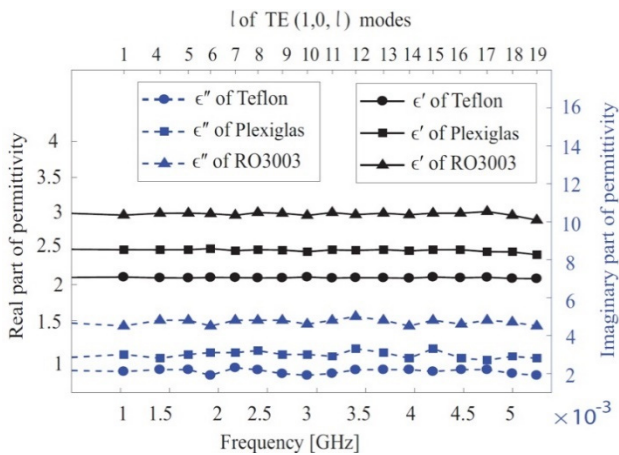 l of TE (1,0, l) modes
1 4 5 6 7 8 9 10 11 12 13 14 15 16 17 18 19
ϵ″ of Teflon
ϵ″ of Plexiglas
ϵ″ of RO3003
ϵ′ of Teflon
ϵ′ of Plexiglas
ϵ′ of RO3003
Real part of permittivity
4
3.5
3
2.5
2
1.5
1
16
14
12
10
8
6
4
2
Imaginary part of permittivity
1 1.5 2 2.5 3 3.5 4 4.5 5
×10⁻³
Frequency [GHz]